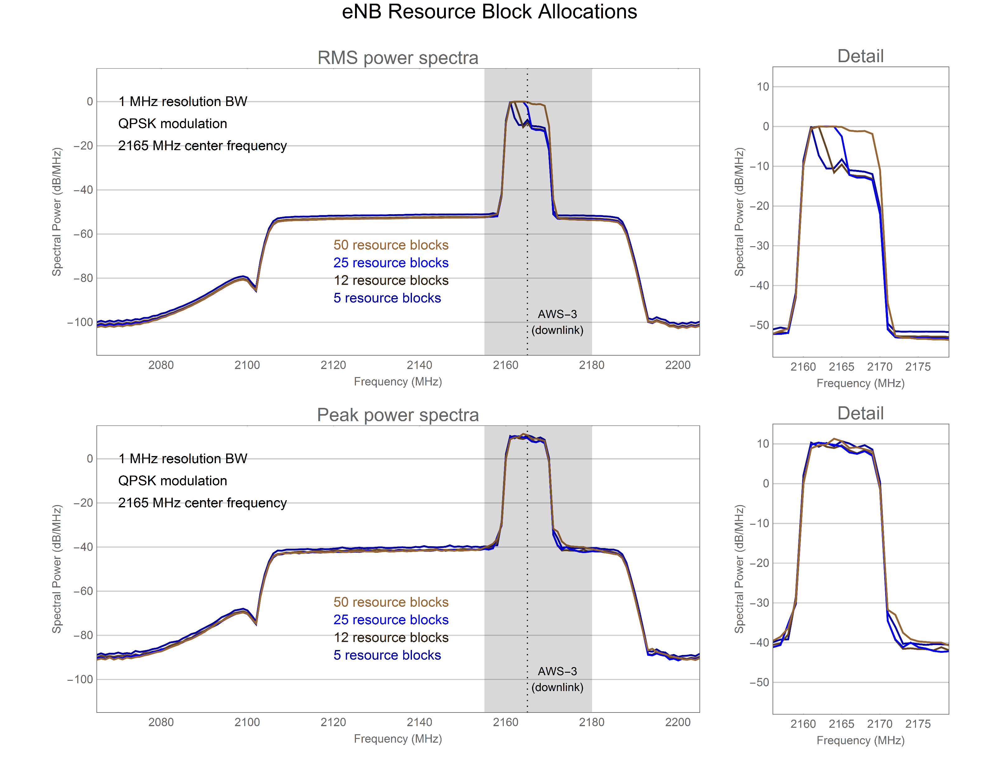 eNB Resource Block Allocations
RMS power spectra
Spectral Power (dB/MHz)
0
−20
−40
−60
−80
−100
1 MHz resolution BW
QPSK modulation
2165 MHz center frequency
50 resource blocks
25 resource blocks
12 resource blocks
5 resource blocks
AWS−3
(downlink)
2080 2100 2120 2140 2160 2180 2200
Frequency (MHz)
Detail
Spectral Power (dB/MHz)
10
0
−10
−20
−30
−40
−50
2160 2165 2170 2175
Frequency (MHz)
Peak power spectra
Spectral Power (dB/MHz)
0
−20
−40
−60
−80
−100
1 MHz resolution BW
QPSK modulation
2165 MHz center frequency
50 resource blocks
25 resource blocks
12 resource blocks
5 resource blocks
AWS−3
(downlink)
2080 2100 2120 2140 2160 2180 2200
Frequency (MHz)
Detail
Spectral Power (dB/MHz)
10
0
−10
−20
−30
−40
−50
2160 2165 2170 2175
Frequency (MHz)